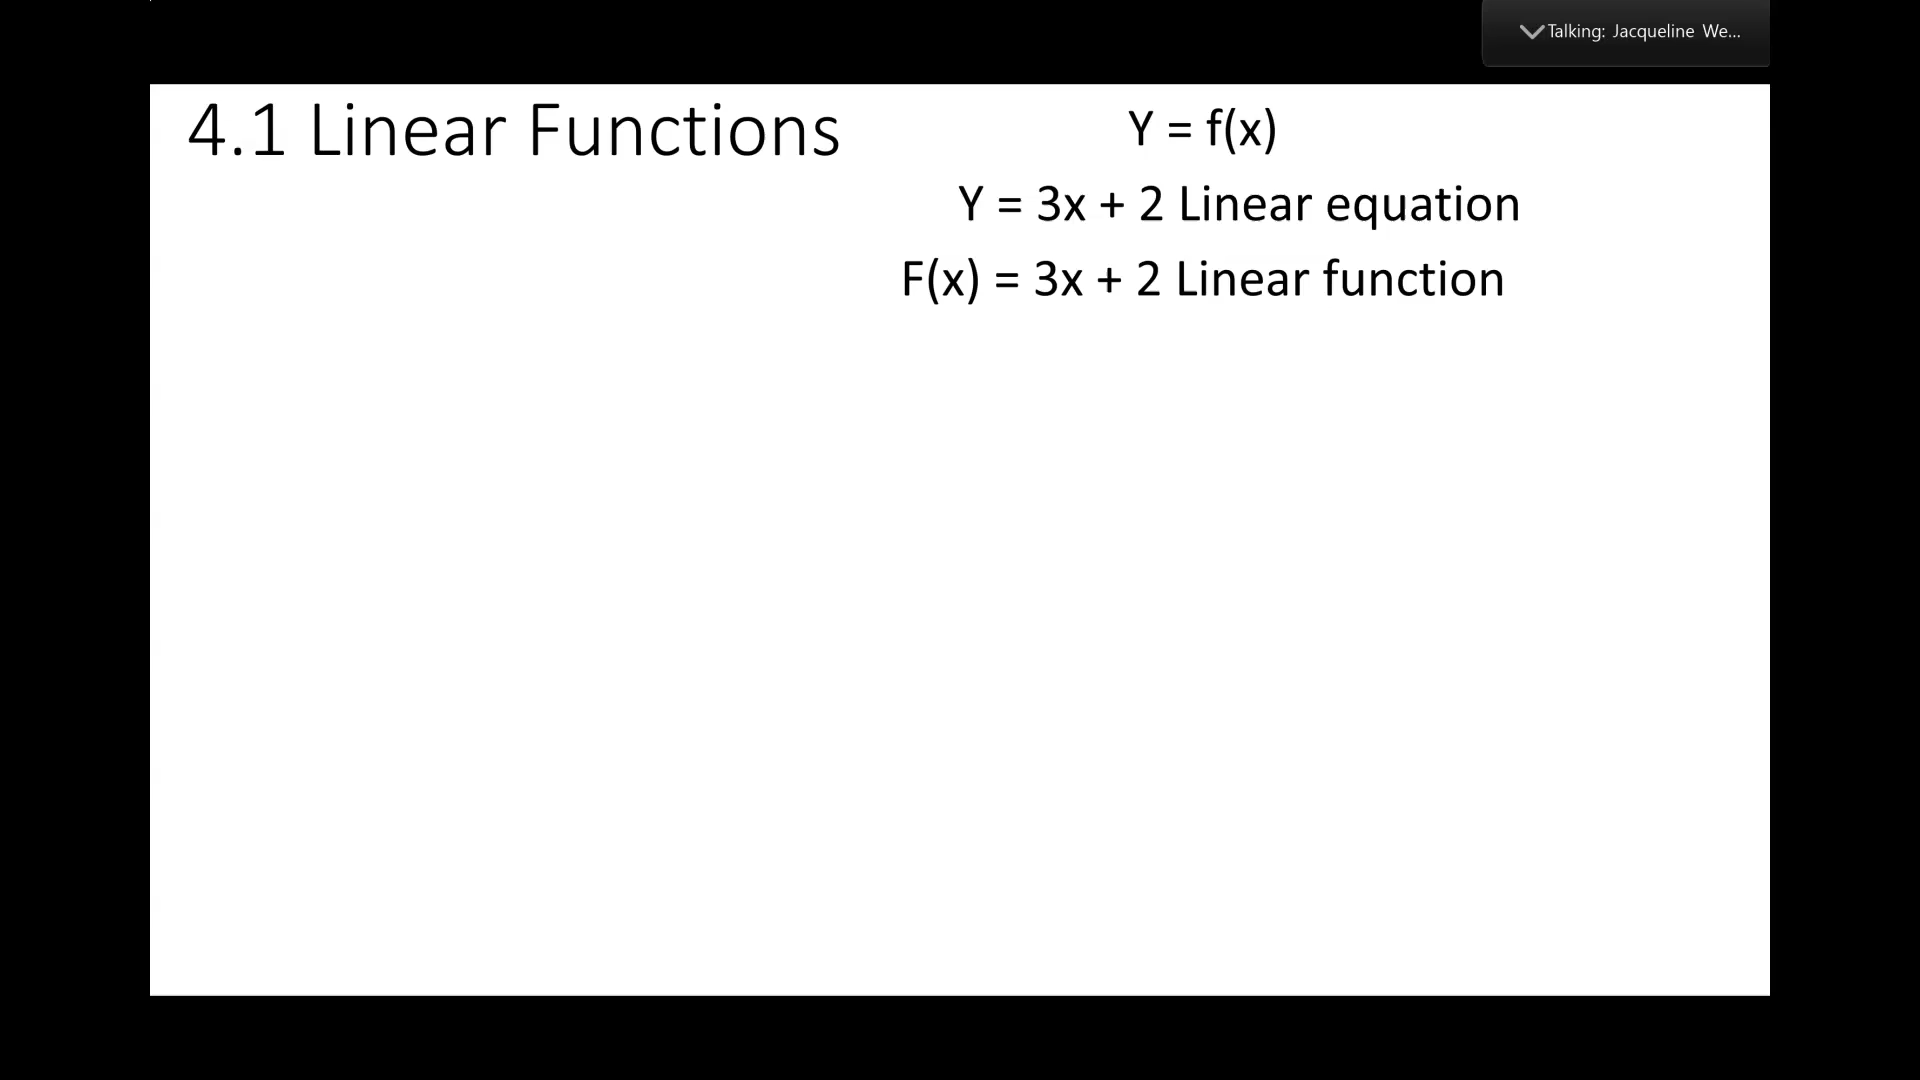 Talking: Jacqueline We...
4.1 Linear Functions
Y = f(x)
Y = 3x + 2 Linear equation
F(x) = 3x + 2 Linear function